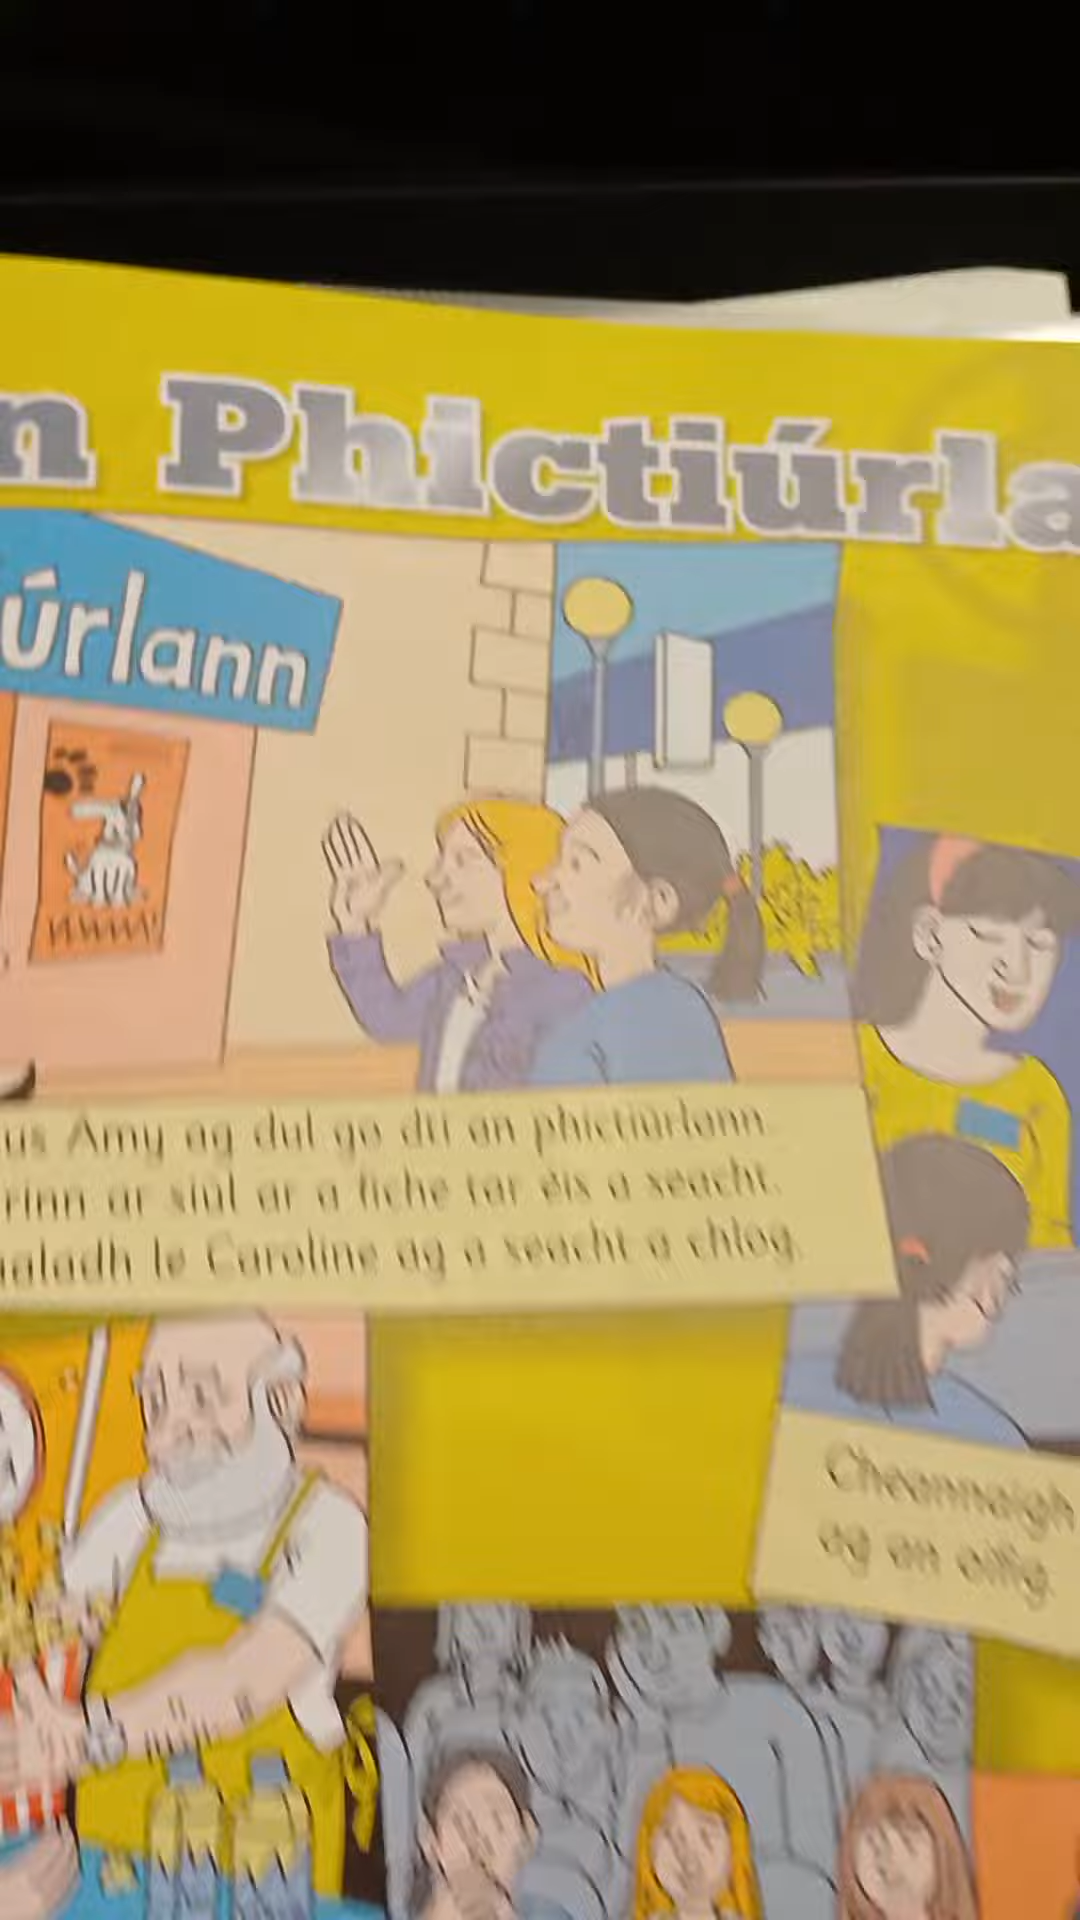 n Phictiúrla
úrlann
us Amy ag dul go dtí an phictiúrlann.
rinn ar siúl ar a fiche tar éis a seacht.
ualadh le Caroline ag a seacht a chlog.
Cheannaigh
ag an oifig